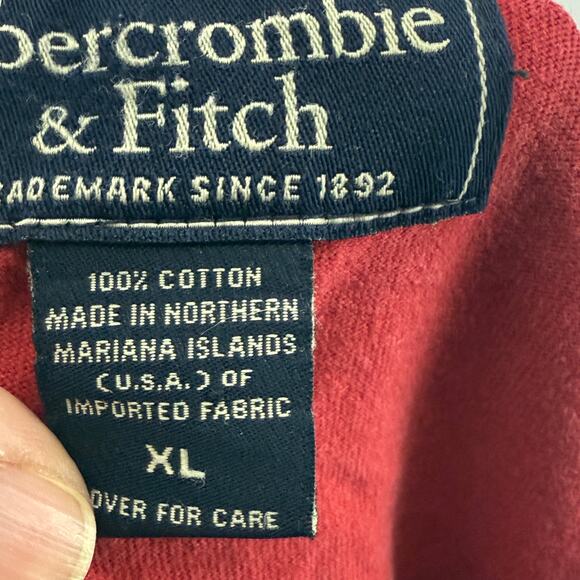 bercrombie
& Fitch
RADEMARK SINCE 1892
100% COTTON
MADE IN NORTHERN
MARIANA ISLANDS
(U.S.A.) OF
IMPORTED FABRIC
XL
OVER FOR CARE